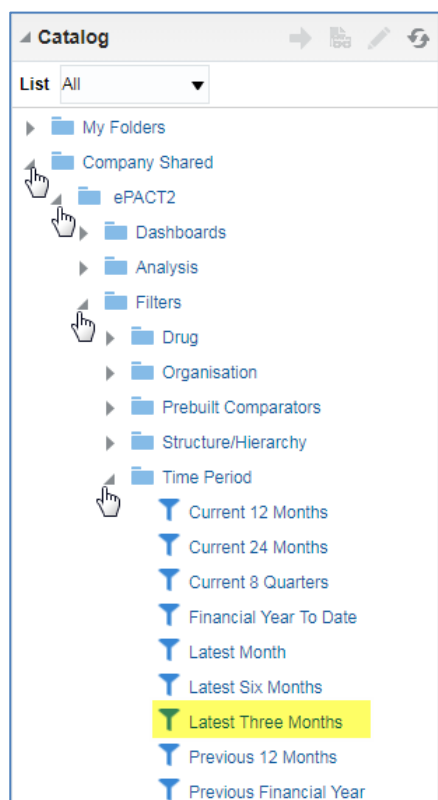 Catalog
List All
My Folders
Company Shared
ePACT2
Dashboards
Analysis
Filters
Drug
Organisation
Prebuilt Comparators
Structure/Hierarchy
Time Period
Current 12 Months
Current 24 Months
Current 8 Quarters
Financial Year To Date
Latest Month
Latest Six Months
Latest Three Months
Previous 12 Months
Previous Financial Year